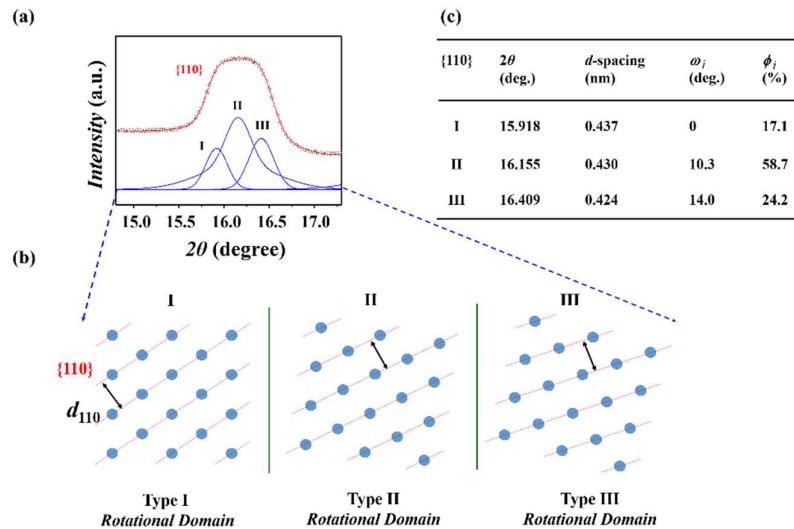 (a)
{110}
I
II
III
Intensity (a.u.)
15.0 15.5 16.0 16.5 17.0
2θ (degree)
(c)
{110} 2θ (deg.) d-spacing (nm) ω_i (deg.) ϕ_i (%)
I 15.918 0.437 0 17.1
II 16.155 0.430 10.3 58.7
III 16.409 0.424 14.0 24.2
(b)
I
II
III
{110}
d110
Type I
Rotational Domain
Type II
Rotational Domain
Type III
Rotational Domain